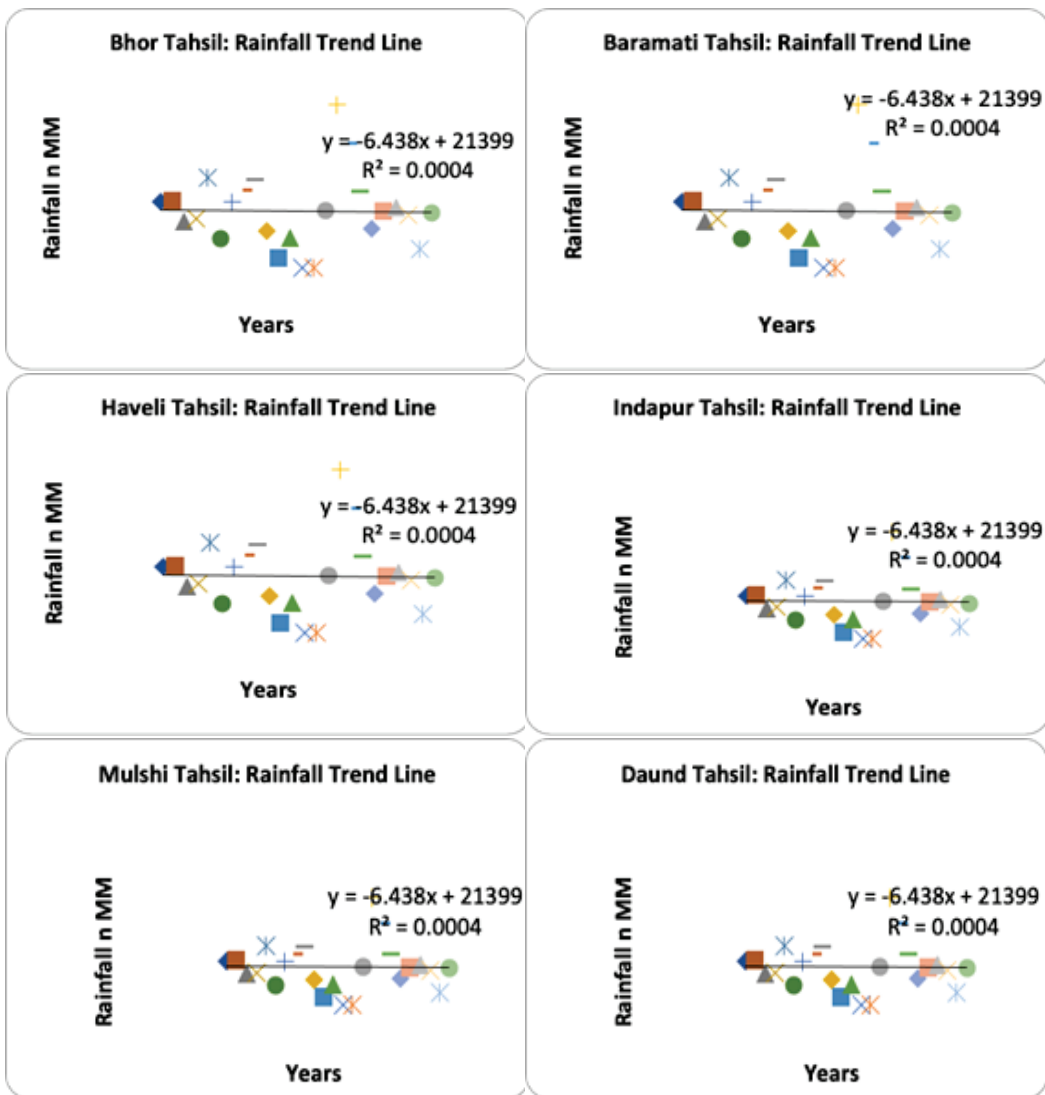 Bhor Tahsil: Rainfall Trend Line
Rainfall n MM
y = -6.438x + 21399
R² = 0.0004
Years
Baramati Tahsil: Rainfall Trend Line
Rainfall n MM
y = -6.438x + 21399
R² = 0.0004
Years
Haveli Tahsil: Rainfall Trend Line
Rainfall n MM
y = -6.438x + 21399
R² = 0.0004
Years
Indapur Tahsil: Rainfall Trend Line
Rainfall n MM
y = -6.438x + 21399
R² = 0.0004
Years
Mulshi Tahsil: Rainfall Trend Line
Rainfall n MM
y = -6.438x + 21399
R² = 0.0004
Years
Daund Tahsil: Rainfall Trend Line
Rainfall n MM
y = -6.438x + 21399
R² = 0.0004
Years